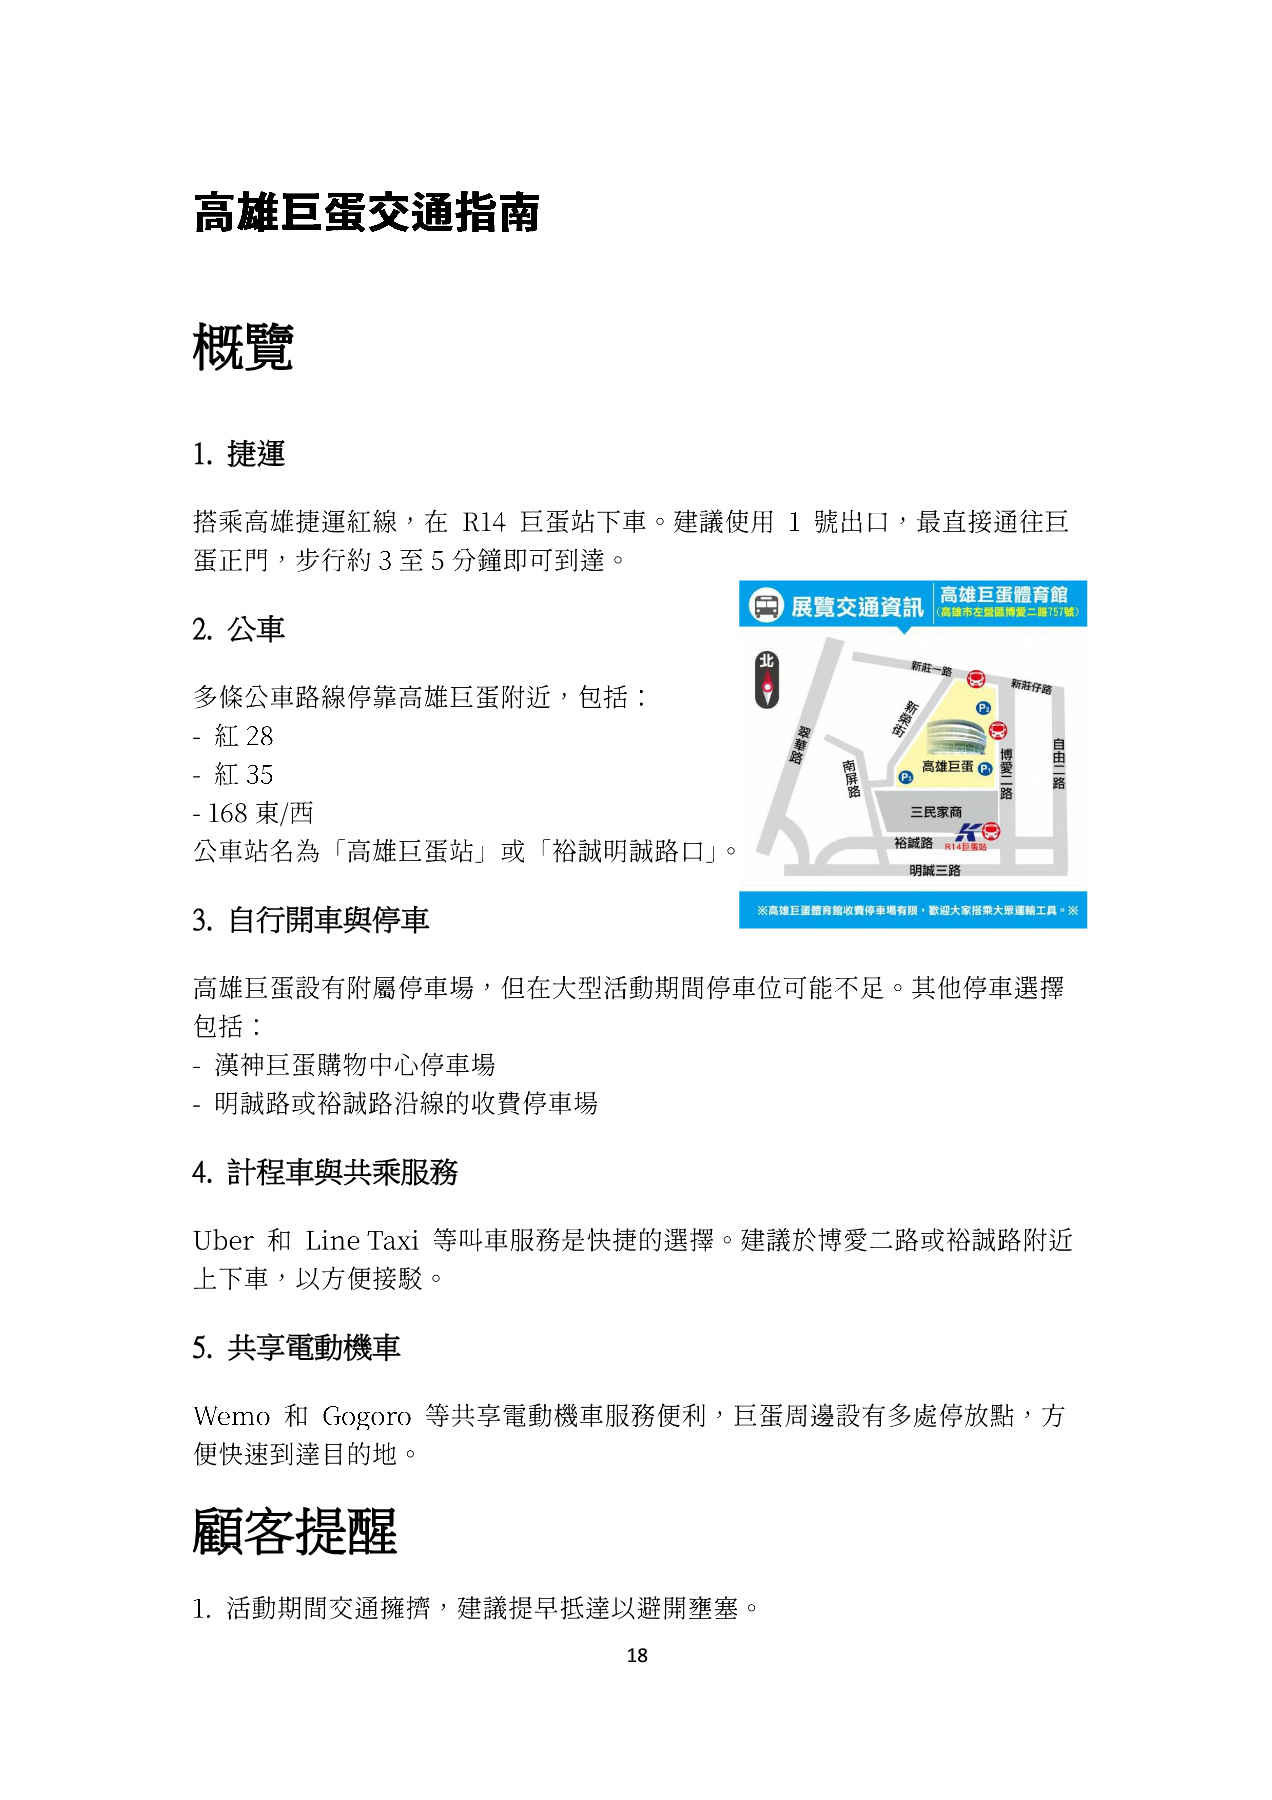 高雄巨蛋交通指南
概覽
1. 捷運
搭乘高雄捷運紅線，在 R14 巨蛋站下車。建議使用 1 號出口，最直接通往巨
蛋正門，步行約 3 至 5 分鐘即可到達。
2. 公車
多條公車路線停靠高雄巨蛋附近，包括：
- 紅 28
- 紅 35
- 168 東/西
公車站名為「高雄巨蛋站」或「裕誠明誠路口」。
展覽交通資訊
高雄巨蛋體育館
(高雄市左營區博愛二路757號)
北
新莊一路
新莊仔路
新榮街
P2
翠華路
南屏路
高雄巨蛋
P1
P3
博愛二路
自由二路
三民家商
裕誠路
R14巨蛋站
明誠三路
※高雄巨蛋體育館收費停車場有限，歡迎大家搭乘大眾運輸工具。※
3. 自行開車與停車
高雄巨蛋設有附屬停車場，但在大型活動期間停車位可能不足。其他停車選擇
包括：
- 漢神巨蛋購物中心停車場
- 明誠路或裕誠路沿線的收費停車場
4. 計程車與共乘服務
Uber 和 Line Taxi 等叫車服務是快捷的選擇。建議於博愛二路或裕誠路附近
上下車，以方便接駁。
5. 共享電動機車
Wemo 和 Gogoro 等共享電動機車服務便利，巨蛋周邊設有多處停放點，方
便快速到達目的地。
顧客提醒
1. 活動期間交通擁擠，建議提早抵達以避開壅塞。
18